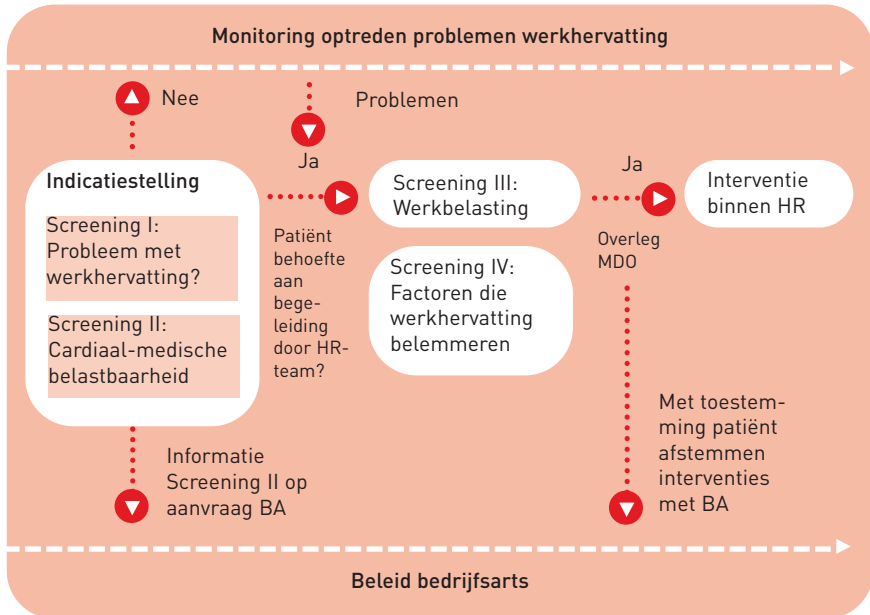 Monitoring optreden problemen werkhervatting
Nee
Problemen
Ja
Indicatiestelling
Screening I:
Probleem met
werkhervatting?
Screening II:
Cardiaal-medische
belastbaarheid
Patiënt
behoefte
aan
bege-
leiding
door HR-
team?
Screening III:
Werkbelasting
Screening IV:
Factoren die
werkhervatting
belemmeren
Ja
Overleg
MDO
Interventie
binnen HR
Informatie
Screening II op
aanvraag BA
Met toestem-
ming patiënt
afstemmen
interventies
met BA
Beleid bedrijfsarts